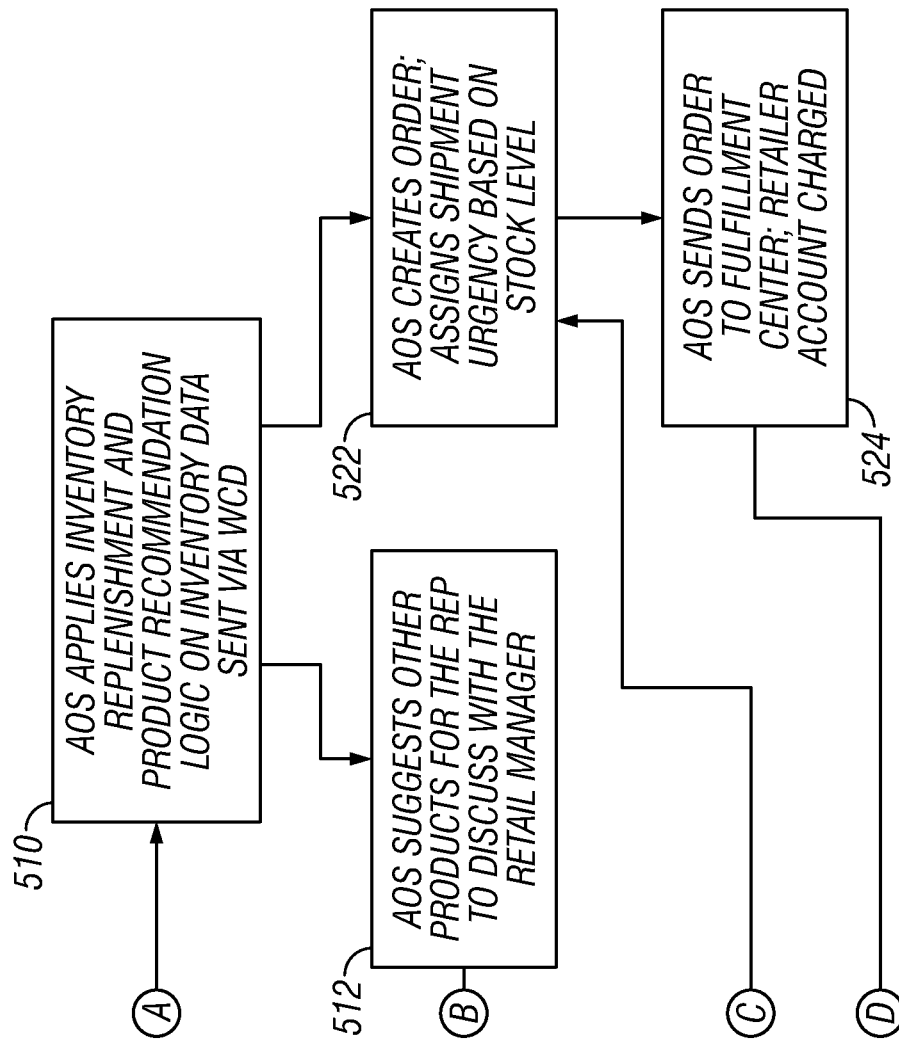 510
AOS APPLIES INVENTORY
REPLENISHMENT AND
PRODUCT RECOMMENDATION
LOGIC ON INVENTORY DATA
SENT VIA WCD
A
512
AOS SUGGESTS OTHER
PRODUCTS FOR THE REP
TO DISCUSS WITH THE
RETAIL MANAGER
B
522
AOS CREATES ORDER;
ASSIGNS SHIPMENT
URGENCY BASED ON
STOCK LEVEL
C
AOS SENDS ORDER
TO FULFILLMENT
CENTER; RETAILER
ACCOUNT CHARGED
524
D